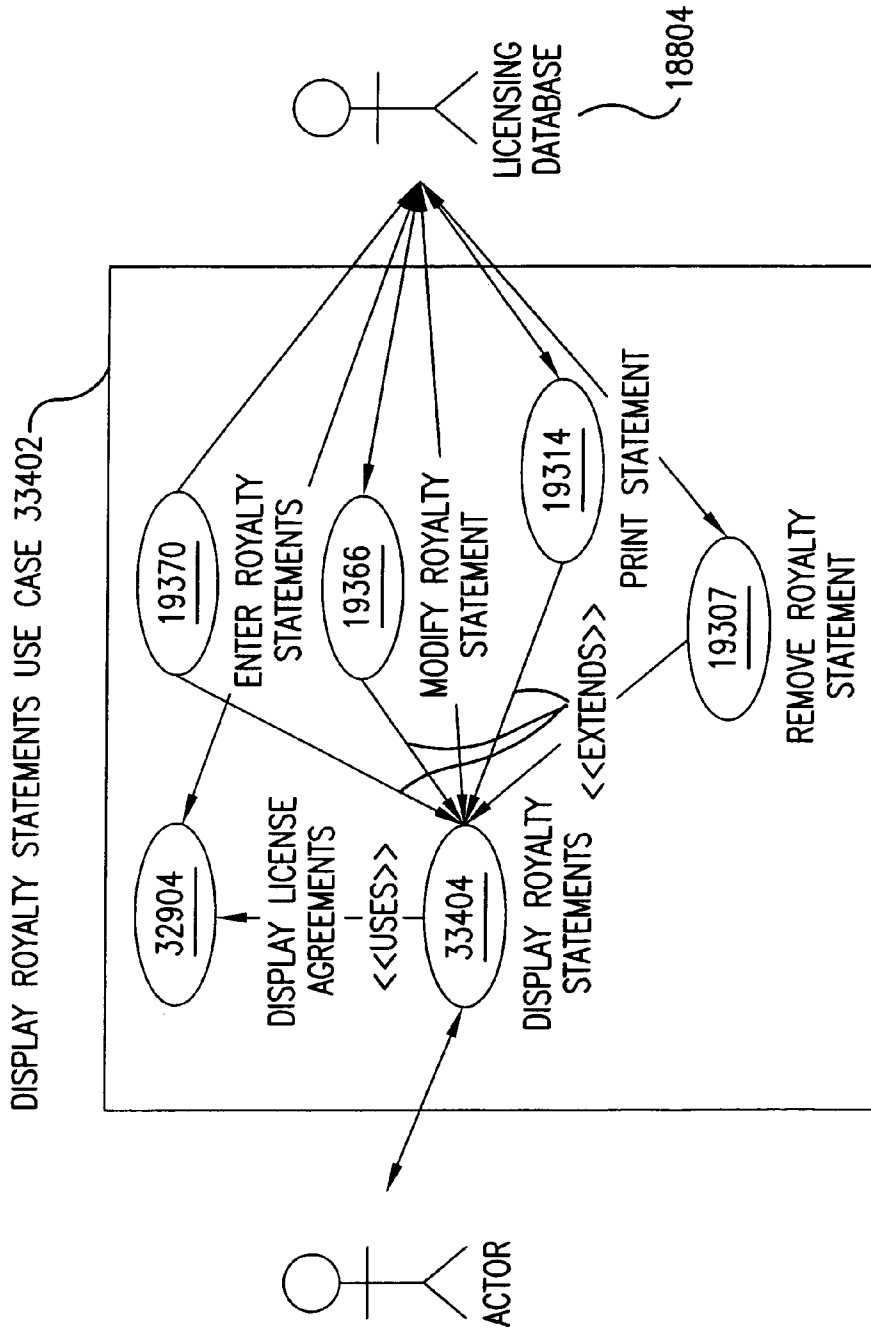 DISPLAY ROYALTY STATEMENTS USE CASE 33402
32904
DISPLAY LICENSE
AGREEMENTS
<<USES>>
33404
DISPLAY ROYALTY
STATEMENTS
19370
ENTER ROYALTY
STATEMENTS
19366
MODIFY ROYALTY
STATEMENT
19314
PRINT STATEMENT
<<EXTENDS>>
19307
REMOVE ROYALTY
STATEMENT
ACTOR
LICENSING
DATABASE
18804